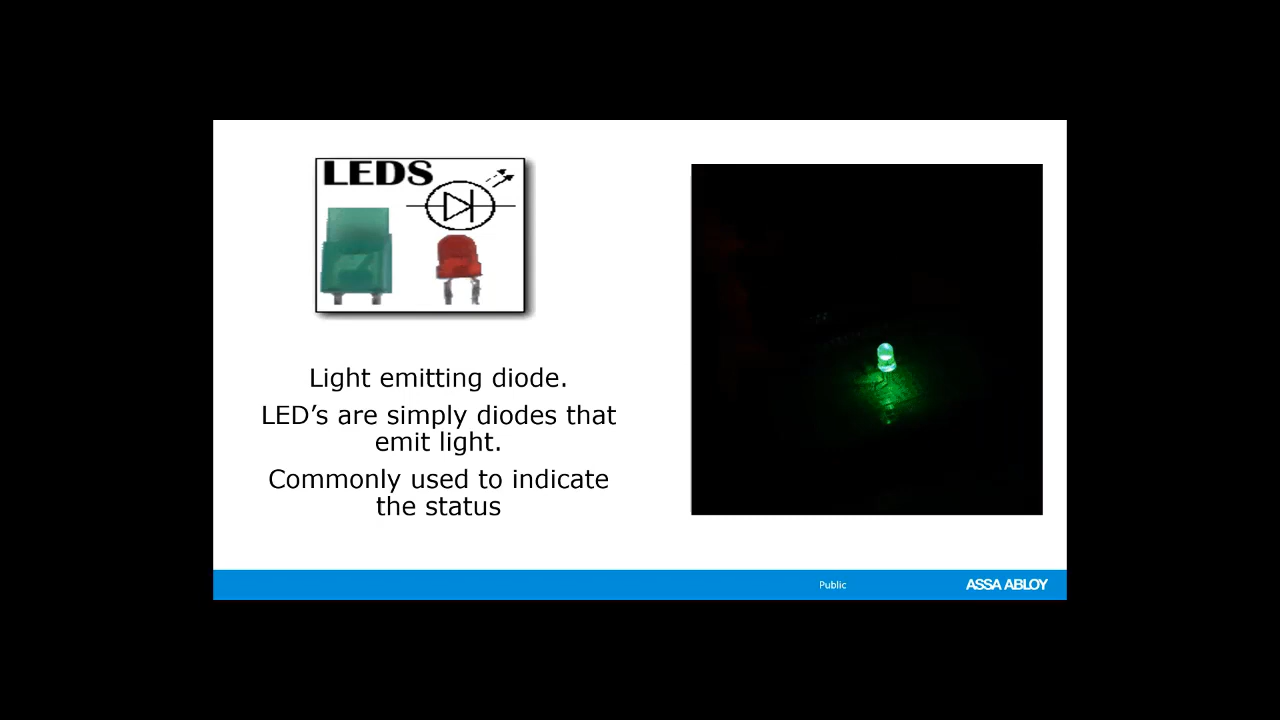 LEDS
Light emitting diode.
LED’s are simply diodes that
emit light.
Commonly used to indicate
the status
Public
ASSA ABLOY